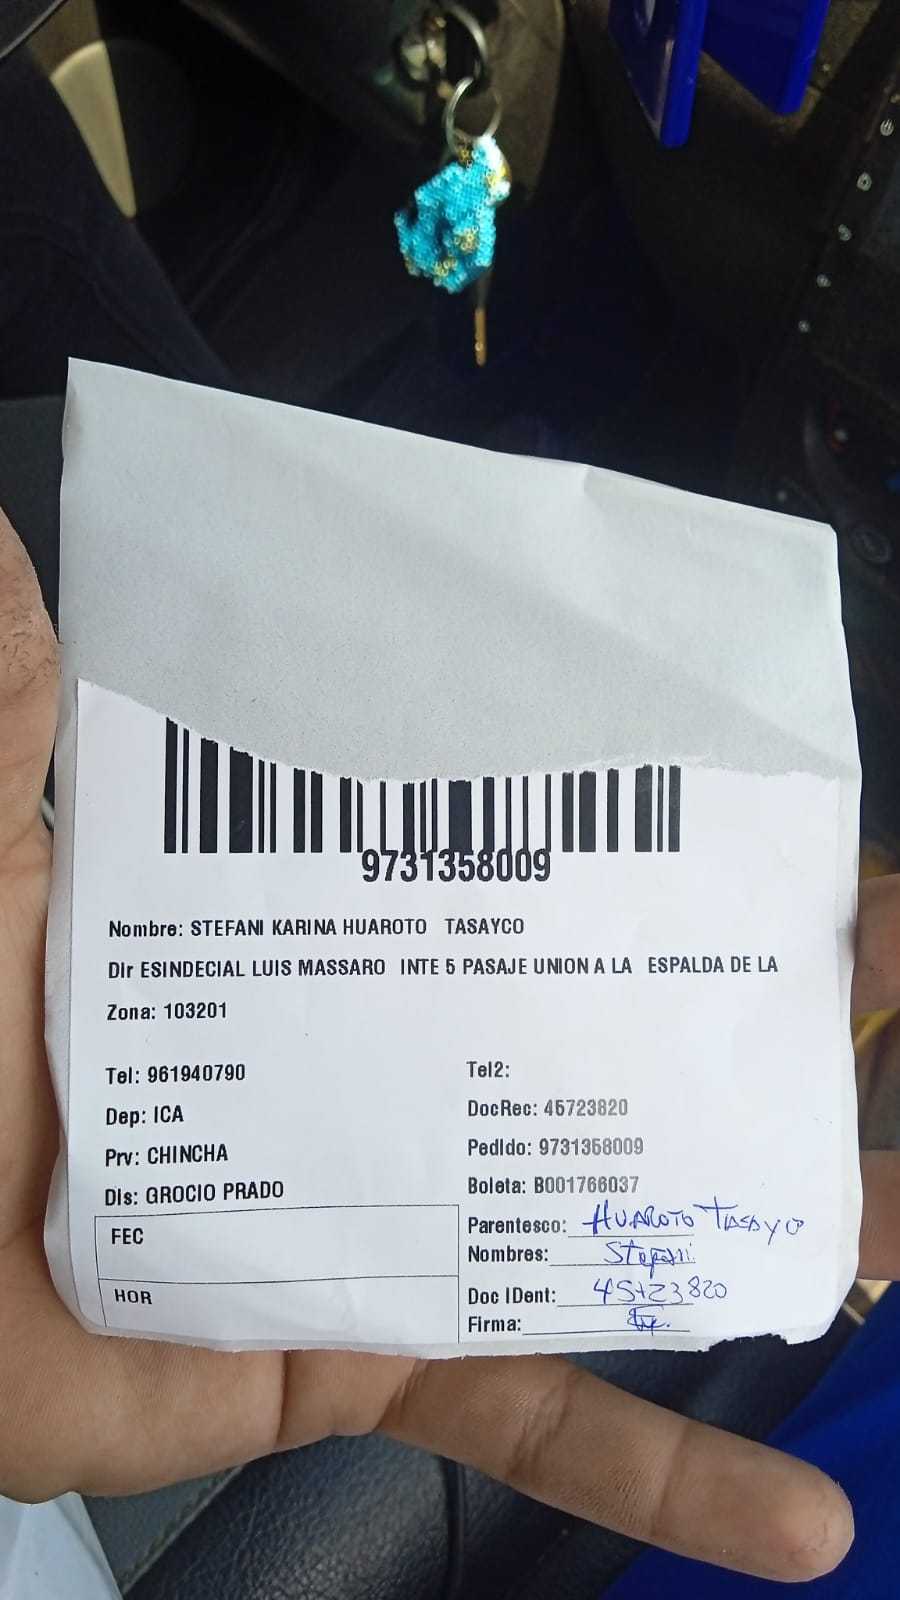 9731358009
Nombre: STEFANI KARINA HUAROTO TASAYCO
Dir ESINDECIAL LUIS MASSARO INTE 5 PASAJE UNION A LA ESPALDA DE LA
Zona: 103201
Tel: 961940790
Tel2:
Dep: ICA
DocRec: 45723820
Prv: CHINCHA
Pedido: 9731358009
Dis: GROCIO PRADO
Boleta: B001766037
FEC
Parentesco: HUAROTO TASAYCO
Nombres: Stefani
HOR
Doc IDent: 45723820
Firma: